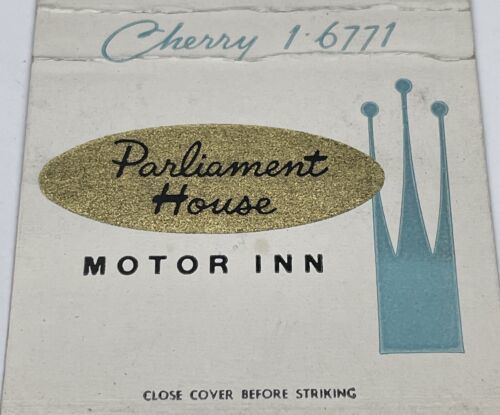 Cherry 1-6771
Parliament
House
MOTOR INN
CLOSE COVER BEFORE STRIKING